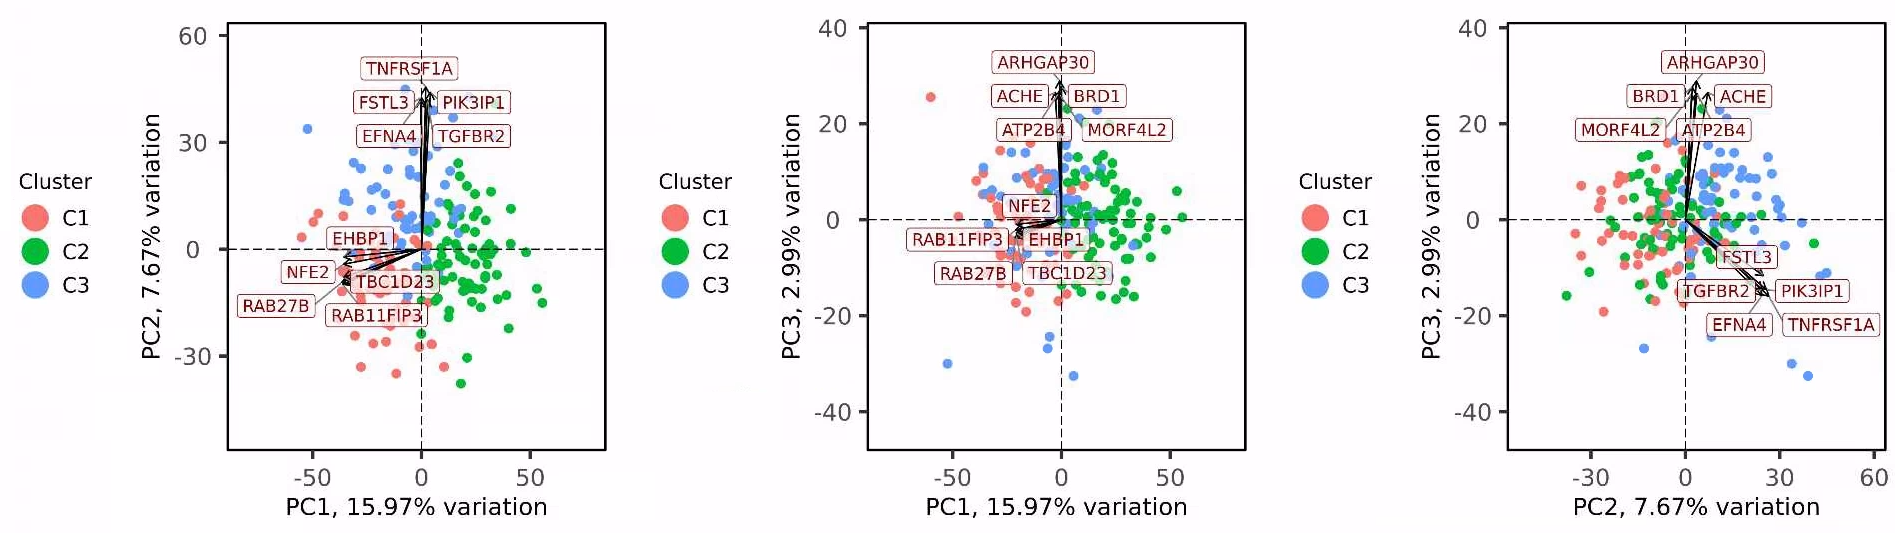 60
30
0
-30
PC2, 7.67% variation
TNFRSF1A
FSTL3
PIK3IP1
EFNA4
TGFBR2
EHBP1
NFE2
TBC1D23
RAB27B
RAB11FIP3
-50
0
50
PC1, 15.97% variation
Cluster
C1
C2
C3
40
20
0
-20
-40
PC3, 2.99% variation
ARHGAP30
ACHE
BRD1
ATP2B4
MORF4L2
NFE2
RAB11FIP3
EHBP1
RAB27B
TBC1D23
-50
0
50
PC1, 15.97% variation
Cluster
C1
C2
C3
40
20
0
-20
-40
PC3, 2.99% variation
ARHGAP30
BRD1
ACHE
MORF4L2
ATP2B4
FSTL3
TGFBR2
PIK3IP1
EFNA4
TNFRSF1A
-30
0
30
60
PC2, 7.67% variation
Cluster
C1
C2
C3